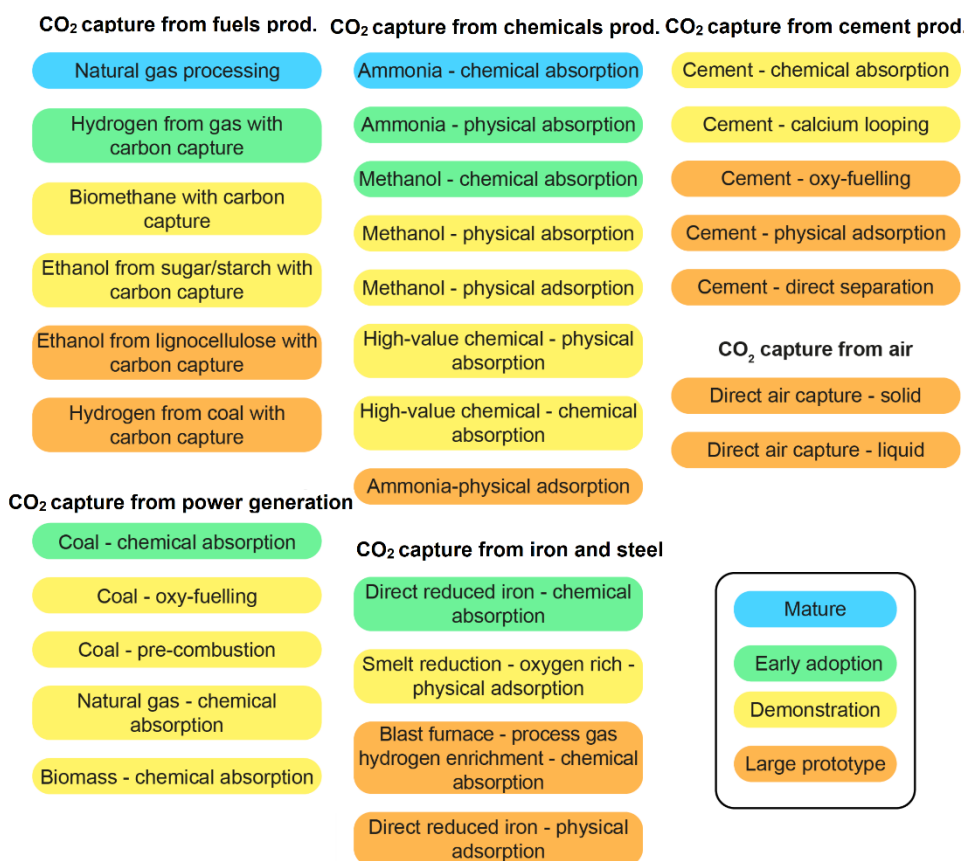 CO₂ capture from fuels prod.
Natural gas processing
Hydrogen from gas with
carbon capture
Biomethane with carbon
capture
Ethanol from sugar/starch with
carbon capture
Ethanol from lignocellulose with
carbon capture
Hydrogen from coal with
carbon capture
CO₂ capture from chemicals prod.
Ammonia - chemical absorption
Ammonia - physical absorption
Methanol - chemical absorption
Methanol - physical absorption
Methanol - physical adsorption
High-value chemical - physical
absorption
High-value chemical - chemical
absorption
Ammonia-physical adsorption
CO₂ capture from cement prod.
Cement - chemical absorption
Cement - calcium looping
Cement - oxy-fuelling
Cement - physical adsorption
Cement - direct separation
CO₂ capture from air
Direct air capture - solid
Direct air capture - liquid
CO₂ capture from power generation
Coal - chemical absorption
Coal - oxy-fuelling
Coal - pre-combustion
Natural gas - chemical
absorption
Biomass - chemical absorption
CO₂ capture from iron and steel
Direct reduced iron - chemical
absorption
Smelt reduction - oxygen rich -
physical adsorption
Blast furnace - process gas
hydrogen enrichment - chemical
absorption
Direct reduced iron - physical
adsorption
Mature
Early adoption
Demonstration
Large prototype